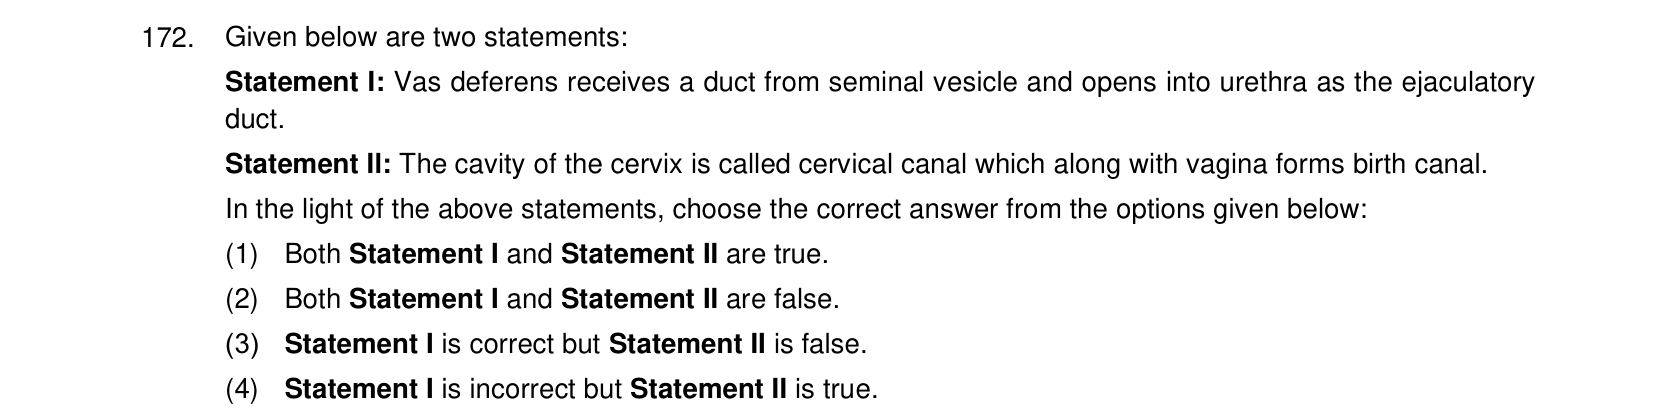 172. Given below are two statements:
Statement I: Vas deferens receives a duct from seminal vesicle and opens into urethra as the ejaculatory
duct.
Statement II: The cavity of the cervix is called cervical canal which along with vagina forms birth canal.
In the light of the above statements, choose the correct answer from the options given below:
(1) Both Statement I and Statement II are true.
(2) Both Statement I and Statement II are false.
(3) Statement I is correct but Statement II is false.
(4) Statement I is incorrect but Statement II is true.